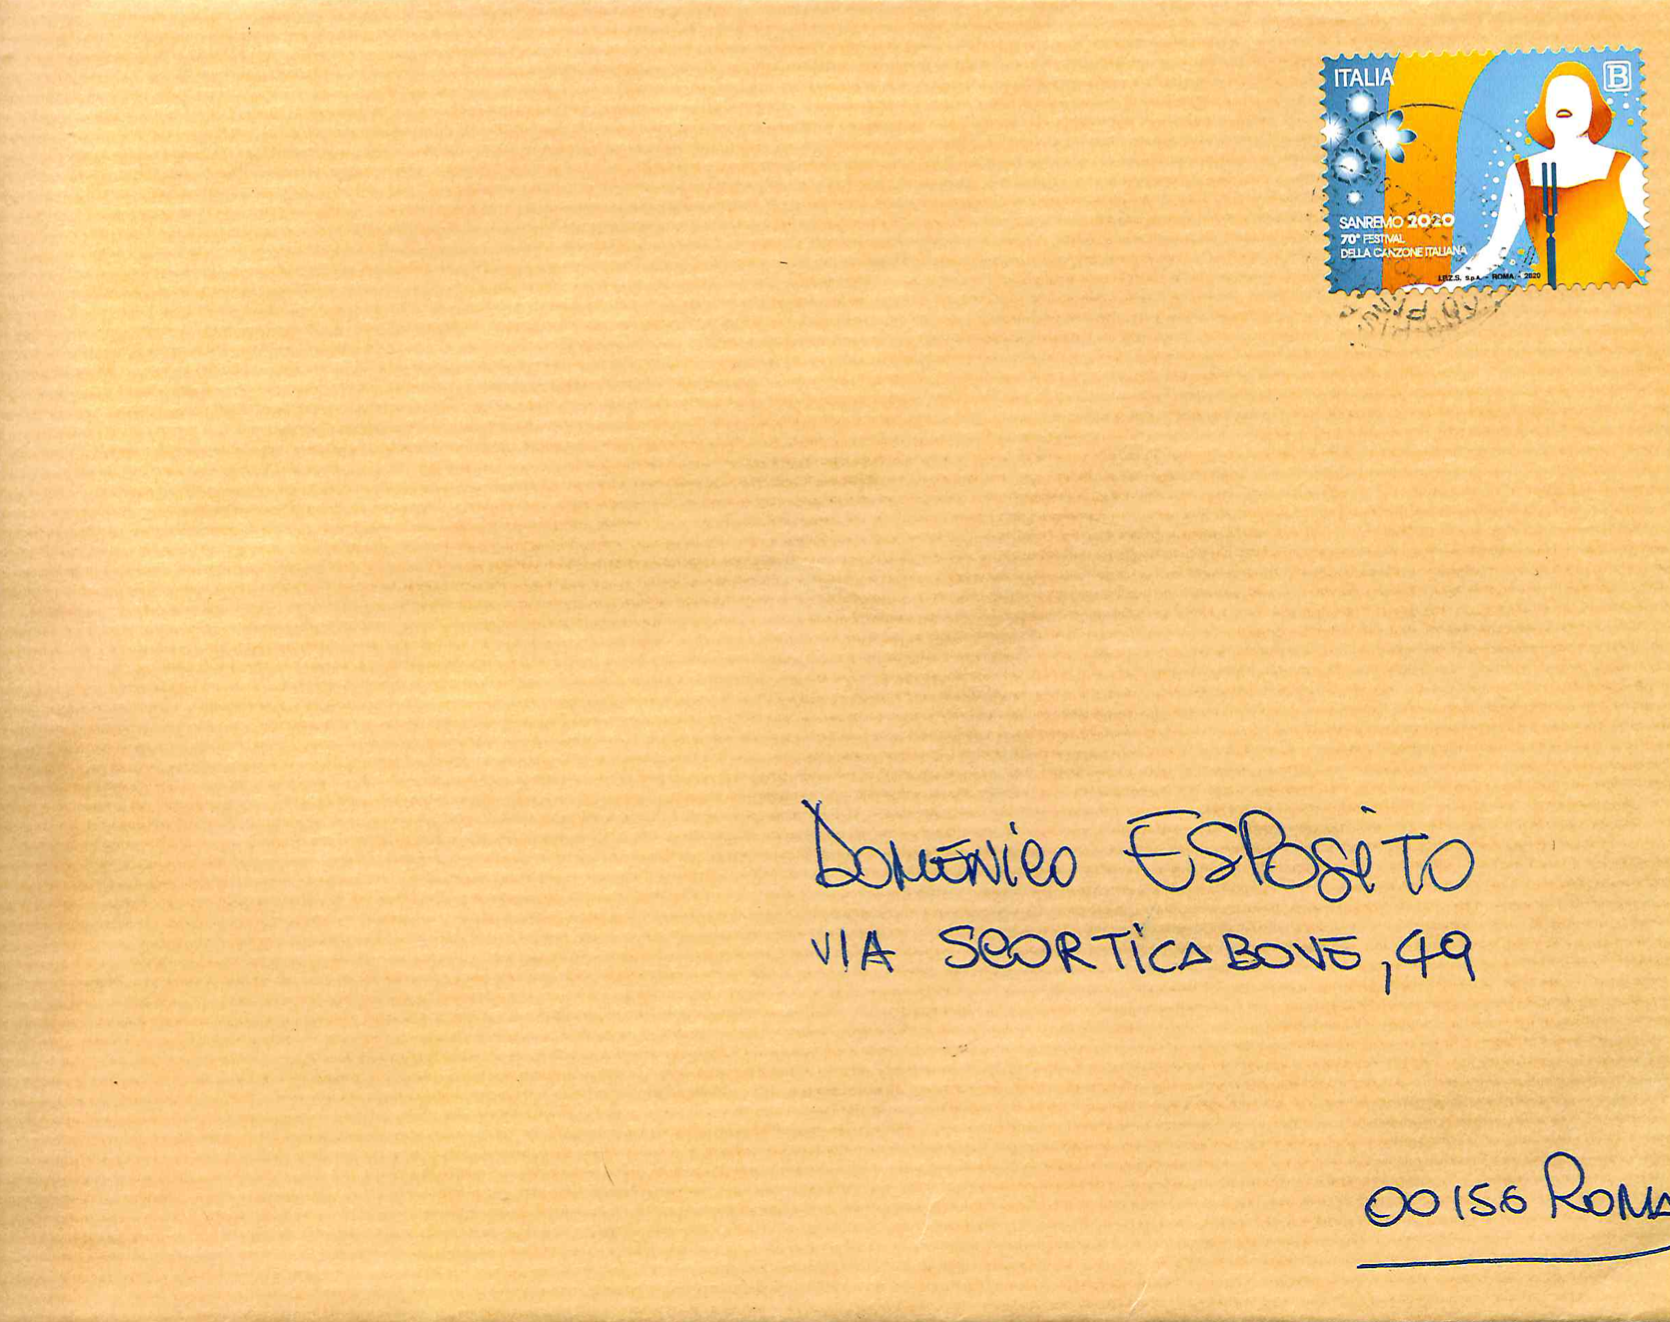 ITALIA B
SANREMO 2020
70° FESTIVAL
DELLA CANZONE ITALIANA
I.P.Z.S. S.p.A. - ROMA - 2020
DOMENICO ESPOSITO
VIA SCORTICABOVE, 49
00156 ROMA